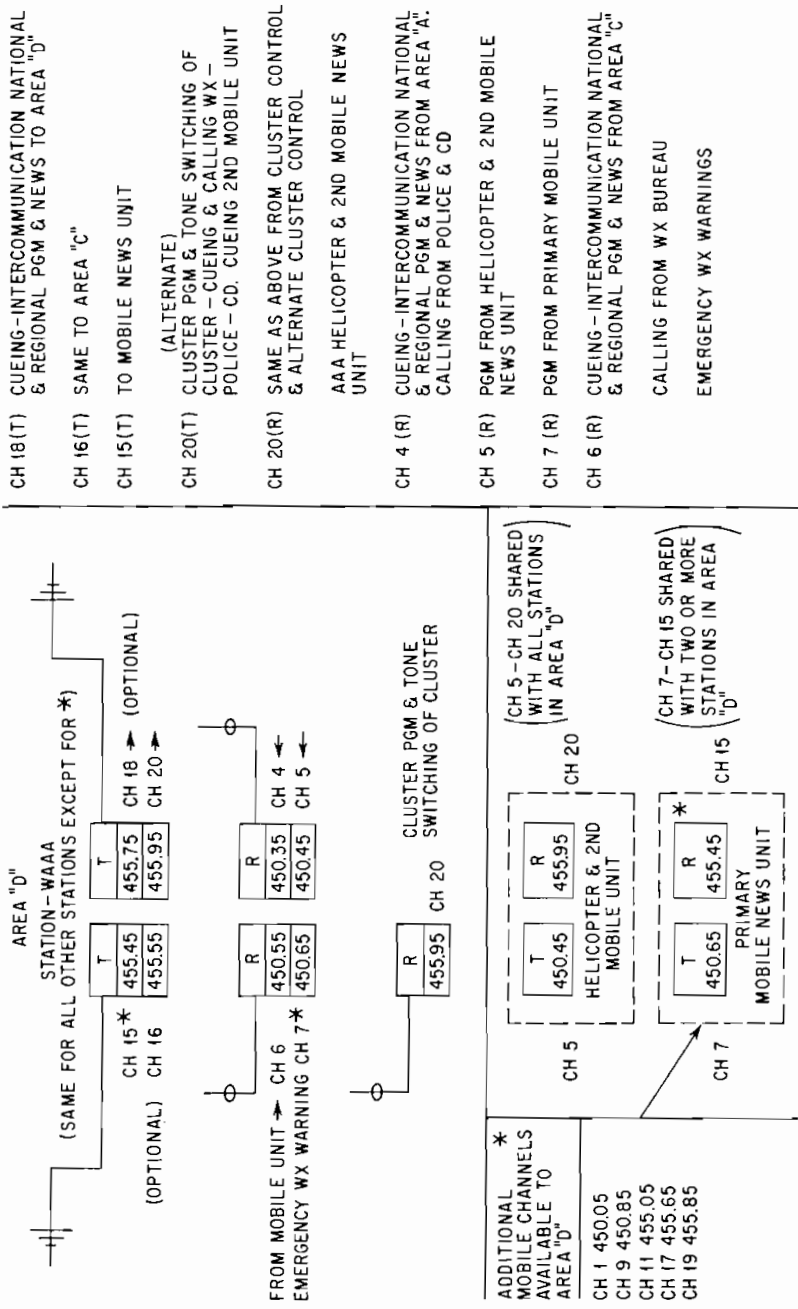 AREA "D"
STATION-WAAA
(SAME FOR ALL OTHER STATIONS EXCEPT FOR *)
T
455.45
455.55
CH 15*
(OPTIONAL) CH 16
T
455.75
455.95
CH 18 → (OPTIONAL)
CH 20 →
R
450.55
450.65
FROM MOBILE UNIT → CH 6
EMERGENCY WX WARNING CH 7*
R
450.35
450.45
CH 4 ←
CH 5 ←
R
455.95
CH 20
CLUSTER PGM & TONE
SWITCHING OF CLUSTER
ADDITIONAL *
MOBILE CHANNELS
AVAILABLE TO
AREA "D"
CH 1 450.05
CH 9 450.85
CH 11 455.05
CH 17 455.65
CH 19 455.85
CH 5
T
450.45
R
455.95
HELICOPTER & 2ND
MOBILE UNIT
CH 20
(CH 5-CH 20 SHARED
WITH ALL STATIONS
IN AREA "D")
CH 7
T
450.65
R *
455.45
PRIMARY
MOBILE NEWS UNIT
CH 15
(CH 7-CH 15 SHARED
WITH TWO OR MORE
STATIONS IN AREA
"D")
CH 18(T) CUEING-INTERCOMMUNICATION NATIONAL
& REGIONAL PGM & NEWS TO AREA "D"
CH 16(T) SAME TO AREA "C"
CH 15(T) TO MOBILE NEWS UNIT
(ALTERNATE)
CH 20(T) CLUSTER PGM & TONE SWITCHING OF
CLUSTER-CUEING & CALLING WX-
POLICE-CD. CUEING 2ND MOBILE UNIT
CH 20(R) SAME AS ABOVE FROM CLUSTER CONTROL
& ALTERNATE CLUSTER CONTROL
AAA HELICOPTER & 2ND MOBILE NEWS
UNIT
CH 4 (R) CUEING-INTERCOMMUNICATION NATIONAL
& REGIONAL PGM & NEWS FROM AREA "A".
CALLING FROM POLICE & CD
CH 5 (R) PGM FROM HELICOPTER & 2ND MOBILE
NEWS UNIT
CH 7 (R) PGM FROM PRIMARY MOBILE UNIT
CH 6 (R) CUEING-INTERCOMMUNICATION NATIONAL
& REGIONAL PGM & NEWS FROM AREA "C"
CALLING FROM WX BUREAU
EMERGENCY WX WARNINGS